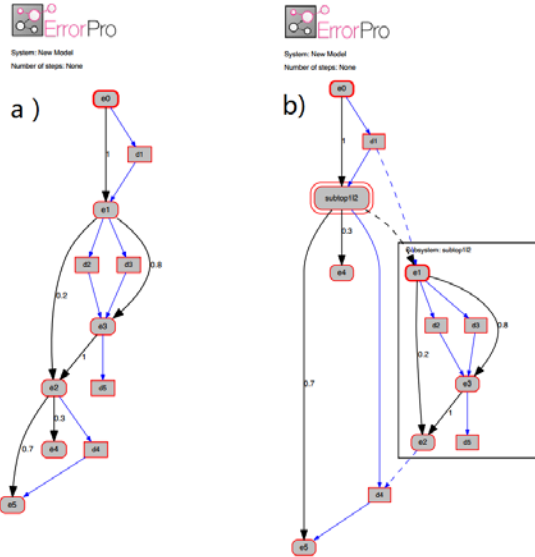 ErrorPro
System: New Model
Number of steps: None
a )
e0
1
d1
e1
d2
d3
0.8
0.2
e3
1
e2
d5
0.3
0.7
e4
d4
e5
ErrorPro
System: New Model
Number of steps: None
b)
e0
1
d1
subtop1l2
0.3
e4
0.7
d4
e5
Subsystem: subtop1l2
e1
d2
d3
0.8
0.2
e3
1
e2
d5